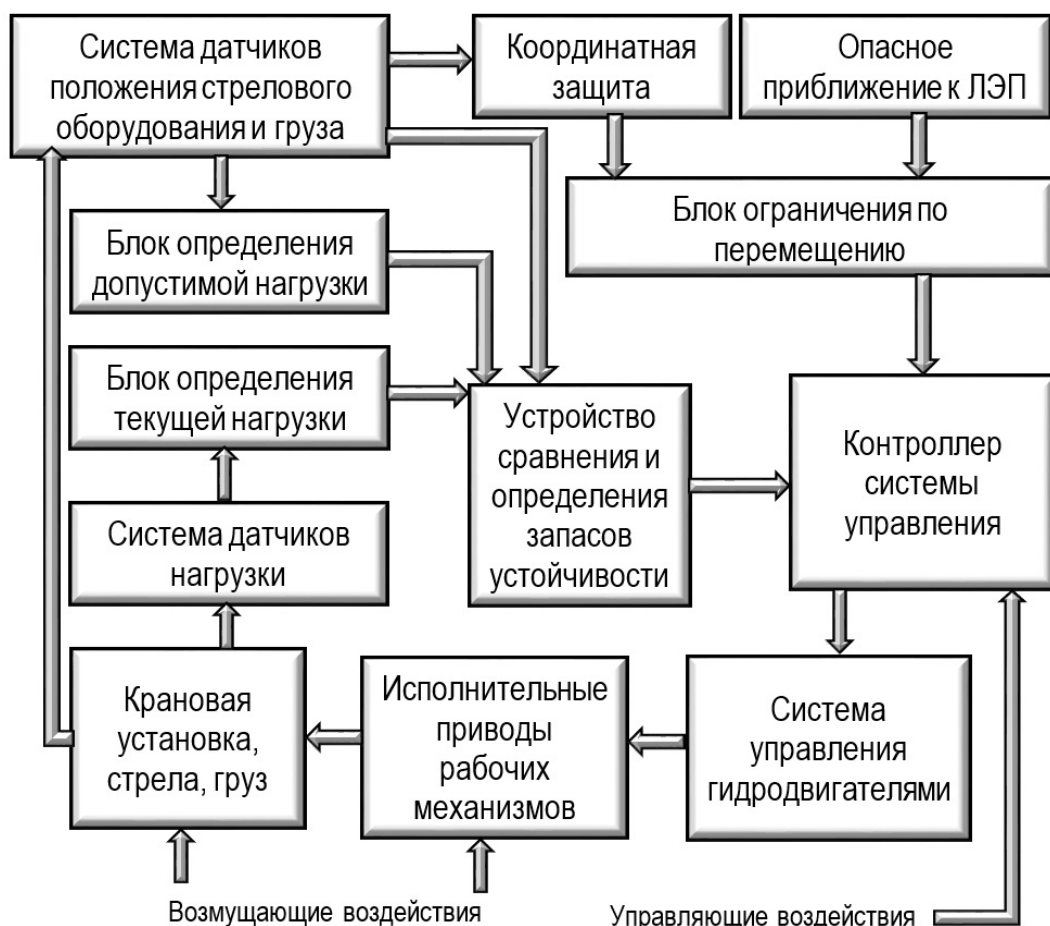 Система датчиков
положения стрелового
оборудования и груза
Координатная
защита
Опасное
приближение к ЛЭП
Блок ограничения по
перемещению
Блок определения
допустимой нагрузки
Блок определения
текущей нагрузки
Устройство
сравнения и
определения
запасов
устойчивости
Контроллер
системы
управления
Система датчиков
нагрузки
Крановая
установка,
стрела, груз
Исполнительные
приводы
рабочих
механизмов
Система
управления
гидродвигателями
Возмущающие воздействия
Управляющие воздействия